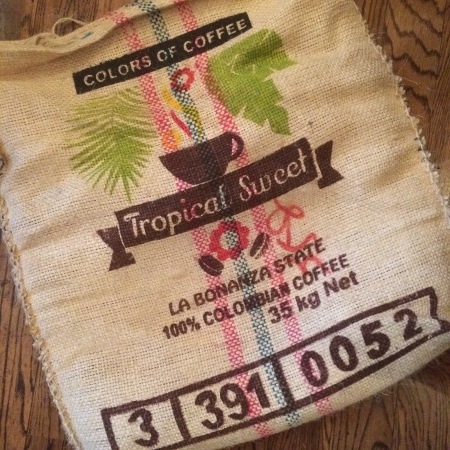 COLORS OF COFFEE
Tropical Sweet
LA BONANZA STATE
100% COLOMBIAN COFFEE
35 kg Net
3 391 0052